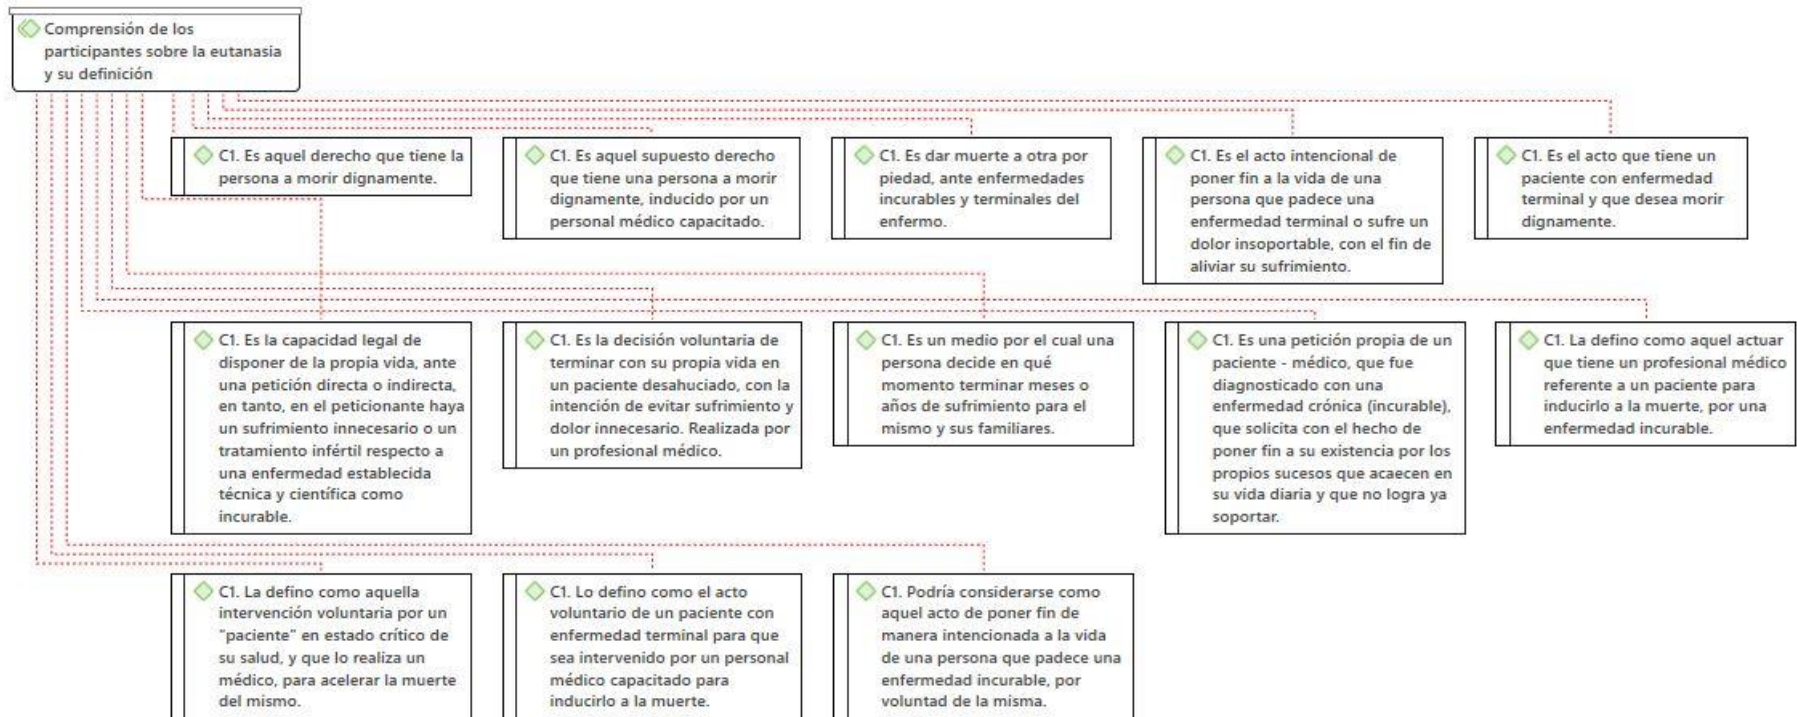 Comprensión de los
participantes sobre la eutanasia
y su definición
C1. Es aquel derecho que tiene la
persona a morir dignamente.
C1. Es aquel supuesto derecho
que tiene una persona a morir
dignamente, inducido por un
personal médico capacitado.
C1. Es dar muerte a otra por
piedad, ante enfermedades
incurables y terminales del
enfermo.
C1. Es el acto intencional de
poner fin a la vida de una
persona que padece una
enfermedad terminal o sufre un
dolor insoportable, con el fin de
aliviar su sufrimiento.
C1. Es el acto que tiene un
paciente con enfermedad
terminal y que desea morir
dignamente.
C1. Es la capacidad legal de
disponer de la propia vida, ante
una petición directa o indirecta,
en tanto, en el peticionante haya
un sufrimiento innecesario o un
tratamiento infértil respecto a
una enfermedad establecida
técnica y científica como
incurable.
C1. Es la decisión voluntaria de
terminar con su propia vida en
un paciente desahuciado, con la
intención de evitar sufrimiento y
dolor innecesario. Realizada por
un profesional médico.
C1. Es un medio por el cual una
persona decide en qué
momento terminar meses o
años de sufrimiento para el
mismo y sus familiares.
C1. Es una petición propia de un
paciente - médico, que fue
diagnosticado con una
enfermedad crónica (incurable),
que solicita con el hecho de
poner fin a su existencia por los
propios sucesos que acaecen en
su vida diaria y que no logra ya
soportar.
C1. La defino como aquel actuar
que tiene un profesional médico
referente a un paciente para
inducirlo a la muerte, por una
enfermedad incurable.
C1. La defino como aquella
intervención voluntaria por un
"paciente" en estado crítico de
su salud, y que lo realiza un
médico, para acelerar la muerte
del mismo.
C1. Lo defino como el acto
voluntario de un paciente con
enfermedad terminal para que
sea intervenido por un personal
médico capacitado para
inducirlo a la muerte.
C1. Podría considerarse como
aquel acto de poner fin de
manera intencionada a la vida
de una persona que padece una
enfermedad incurable, por
voluntad de la misma.